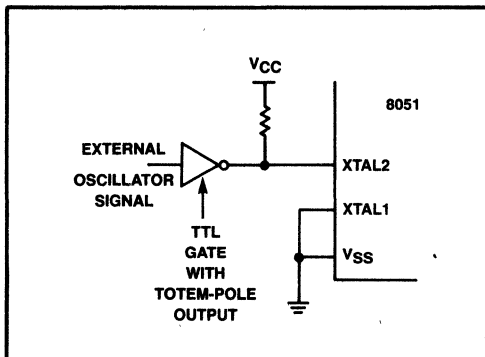 VCC
8051
EXTERNAL
OSCILLATOR
SIGNAL
XTAL2
XTAL1
VSS
TTL
GATE
WITH
TOTEM-POLE
OUTPUT